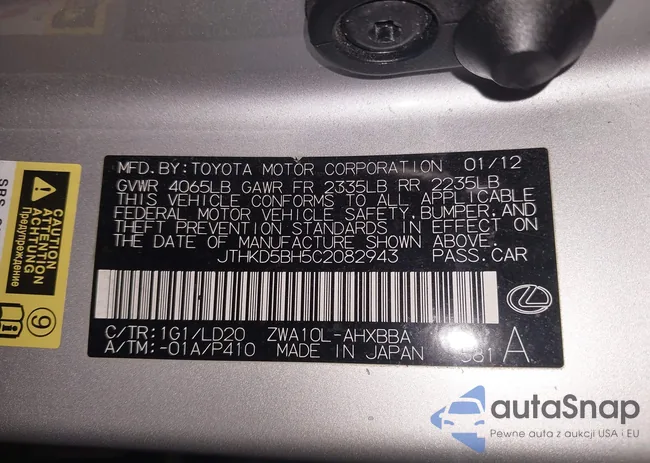 MFD.BY:TOYOTA MOTOR CORPORATION 01/12
GVWR 4065LB GAWR FR 2335LB RR 2235LB
THIS VEHICLE CONFORMS TO ALL APPLICABLE
FEDERAL MOTOR VEHICLE SAFETY, BUMPER, AND
THEFT PREVENTION STANDARDS IN EFFECT ON
THE DATE OF MANUFACTURE SHOWN ABOVE.
JTHKD5BH5C2082943 PASS.CAR
C/TR:1G1/LD20 ZWA10L-AHXBBA
A/TM:-01A/P410 MADE IN JAPAN 381 A
CAUTION
ATTENTION
ACHTUNG
Предупреждение
9
autaSnap
Pewne auta z aukcji USA i EU